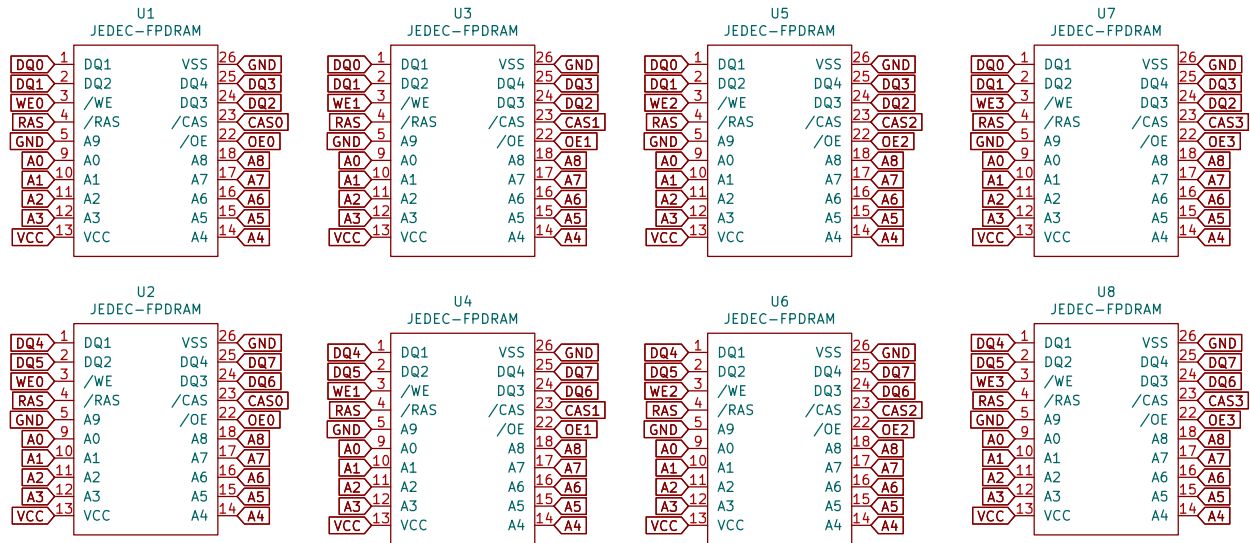 U1
JEDEC-FPDRAM
DQ0 1 DQ1 VSS 26 GND
DQ1 2 DQ2 DQ4 25 DQ3
WE0 3 /WE DQ3 24 DQ2
RAS 4 /RAS /CAS 23 CAS0
GND 5 A9 /OE 22 OE0
A0 9 A0 A8 18 A8
A1 10 A1 A7 17 A7
A2 11 A2 A6 16 A6
A3 12 A3 A5 15 A5
VCC 13 VCC A4 14 A4
U3
JEDEC-FPDRAM
DQ0 1 DQ1 VSS 26 GND
DQ1 2 DQ2 DQ4 25 DQ3
WE1 3 /WE DQ3 24 DQ2
RAS 4 /RAS /CAS 23 CAS1
GND 5 A9 /OE 22 OE1
A0 9 A0 A8 18 A8
A1 10 A1 A7 17 A7
A2 11 A2 A6 16 A6
A3 12 A3 A5 15 A5
VCC 13 VCC A4 14 A4
U5
JEDEC-FPDRAM
DQ0 1 DQ1 VSS 26 GND
DQ1 2 DQ2 DQ4 25 DQ3
WE2 3 /WE DQ3 24 DQ2
RAS 4 /RAS /CAS 23 CAS2
GND 5 A9 /OE 22 OE2
A0 9 A0 A8 18 A8
A1 10 A1 A7 17 A7
A2 11 A2 A6 16 A6
A3 12 A3 A5 15 A5
VCC 13 VCC A4 14 A4
U7
JEDEC-FPDRAM
DQ0 1 DQ1 VSS 26 GND
DQ1 2 DQ2 DQ4 25 DQ3
WE3 3 /WE DQ3 24 DQ2
RAS 4 /RAS /CAS 23 CAS3
GND 5 A9 /OE 22 OE3
A0 9 A0 A8 18 A8
A1 10 A1 A7 17 A7
A2 11 A2 A6 16 A6
A3 12 A3 A5 15 A5
VCC 13 VCC A4 14 A4
U2
JEDEC-FPDRAM
DQ4 1 DQ1 VSS 26 GND
DQ5 2 DQ2 DQ4 25 DQ7
WE0 3 /WE DQ3 24 DQ6
RAS 4 /RAS /CAS 23 CAS0
GND 5 A9 /OE 22 OE0
A0 9 A0 A8 18 A8
A1 10 A1 A7 17 A7
A2 11 A2 A6 16 A6
A3 12 A3 A5 15 A5
VCC 13 VCC A4 14 A4
U4
JEDEC-FPDRAM
DQ4 1 DQ1 VSS 26 GND
DQ5 2 DQ2 DQ4 25 DQ7
WE1 3 /WE DQ3 24 DQ6
RAS 4 /RAS /CAS 23 CAS1
GND 5 A9 /OE 22 OE1
A0 9 A0 A8 18 A8
A1 10 A1 A7 17 A7
A2 11 A2 A6 16 A6
A3 12 A3 A5 15 A5
VCC 13 VCC A4 14 A4
U6
JEDEC-FPDRAM
DQ4 1 DQ1 VSS 26 GND
DQ5 2 DQ2 DQ4 25 DQ7
WE2 3 /WE DQ3 24 DQ6
RAS 4 /RAS /CAS 23 CAS2
GND 5 A9 /OE 22 OE2
A0 9 A0 A8 18 A8
A1 10 A1 A7 17 A7
A2 11 A2 A6 16 A6
A3 12 A3 A5 15 A5
VCC 13 VCC A4 14 A4
U8
JEDEC-FPDRAM
DQ4 1 DQ1 VSS 26 GND
DQ5 2 DQ2 DQ4 25 DQ7
WE3 3 /WE DQ3 24 DQ6
RAS 4 /RAS /CAS 23 CAS3
GND 5 A9 /OE 22 OE3
A0 9 A0 A8 18 A8
A1 10 A1 A7 17 A7
A2 11 A2 A6 16 A6
A3 12 A3 A5 15 A5
VCC 13 VCC A4 14 A4